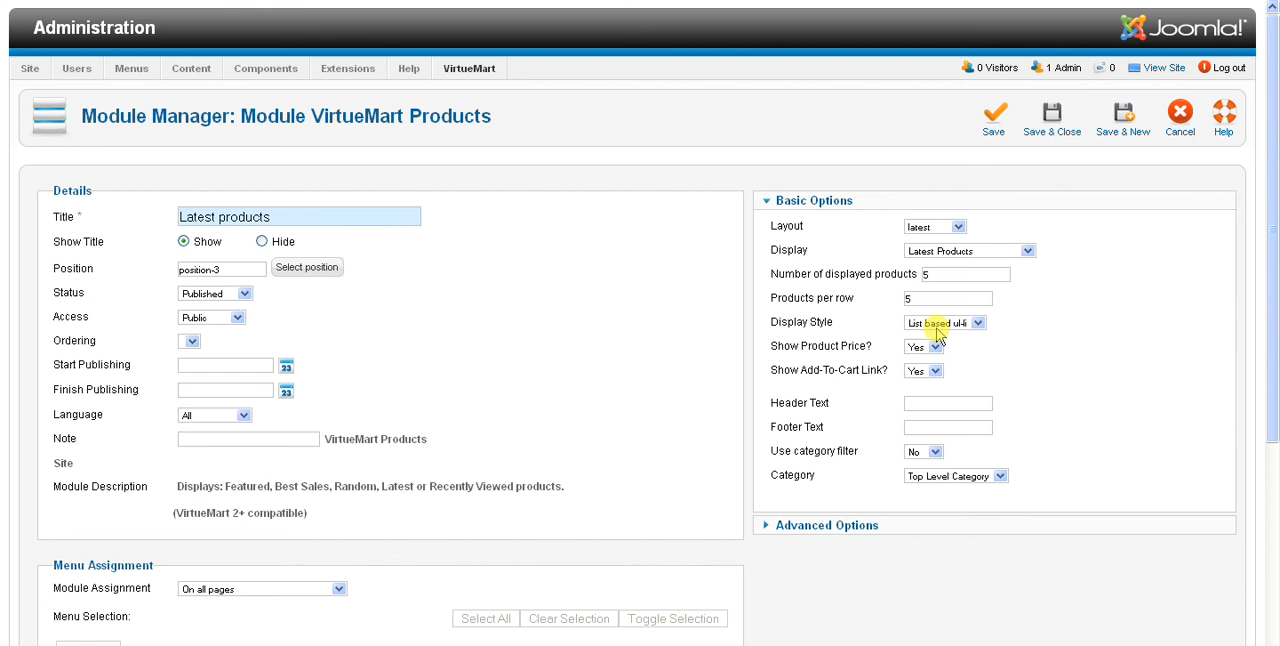 Administration
Joomla!
Site Users Menus Content Components Extensions Help VirtueMart
0 Visitors 1 Admin 0 View Site Log out
Module Manager: Module VirtueMart Products
Save Save & Close Save & New Cancel Help
Details
Title * Latest products
Show Title Show Hide
Position position-3 Select position
Status Published
Access Public
Ordering
Start Publishing 23
Finish Publishing 23
Language All
Note VirtueMart Products
Site
Module Description Displays: Featured, Best Sales, Random, Latest or Recently Viewed products.
(VirtueMart 2+ compatible)
Menu Assignment
Module Assignment On all pages
Menu Selection: Select All Clear Selection Toggle Selection
Basic Options
Layout latest
Display Latest Products
Number of displayed products 5
Products per row 5
Display Style List based ul-li
Show Product Price? Yes
Show Add-To-Cart Link? Yes
Header Text
Footer Text
Use category filter No
Category Top Level Category
Advanced Options